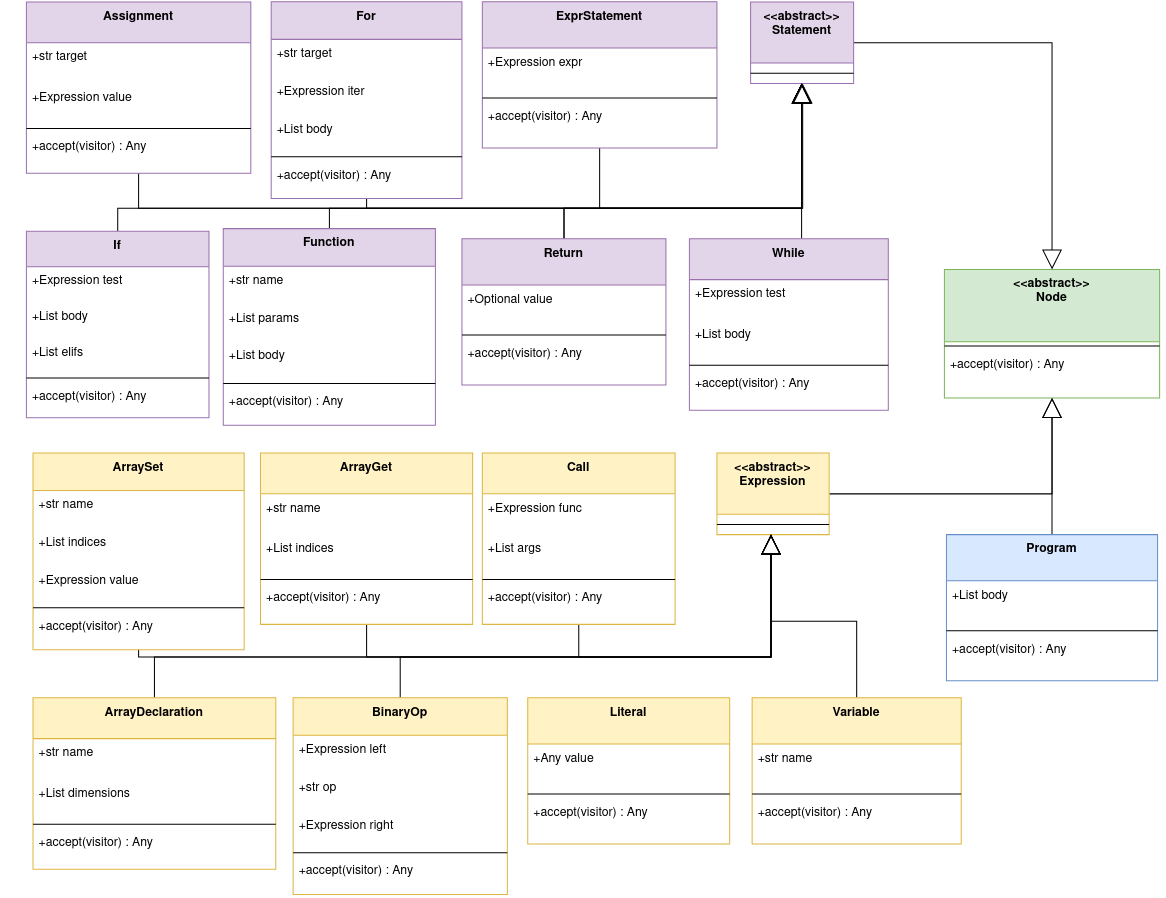 Assignment
+str target
+Expression value
+accept(visitor) : Any
For
+str target
+Expression iter
+List body
+accept(visitor) : Any
ExprStatement
+Expression expr
+accept(visitor) : Any
<<abstract>>
Statement
If
+Expression test
+List body
+List elifs
+accept(visitor) : Any
Function
+str name
+List params
+List body
+accept(visitor) : Any
Return
+Optional value
+accept(visitor) : Any
While
+Expression test
+List body
+accept(visitor) : Any
<<abstract>>
Node
+accept(visitor) : Any
ArraySet
+str name
+List indices
+Expression value
+accept(visitor) : Any
ArrayGet
+str name
+List indices
+accept(visitor) : Any
Call
+Expression func
+List args
+accept(visitor) : Any
<<abstract>>
Expression
Program
+List body
+accept(visitor) : Any
ArrayDeclaration
+str name
+List dimensions
+accept(visitor) : Any
BinaryOp
+Expression left
+str op
+Expression right
+accept(visitor) : Any
Literal
+Any value
+accept(visitor) : Any
Variable
+str name
+accept(visitor) : Any